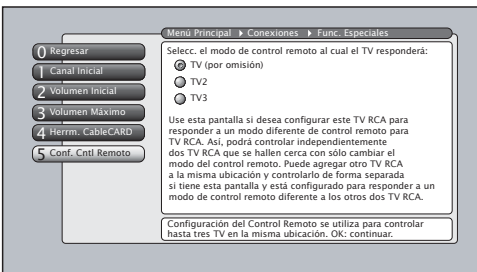 Menú Principal Conexiones Func. Especiales
0 Regresar
1 Canal Inicial
2 Volumen Inicial
3 Volumen Máximo
4 Herrm. CableCARD
5 Conf. Cntl Remoto
Selecc. el modo de control remoto al cual el TV responderá:
TV (por omisión)
TV2
TV3
Use esta pantalla si desea configurar este TV RCA para
responder a un modo diferente de control remoto para
TV RCA. Así, podrá controlar independientemente
dos TV RCA que se hallen cerca con sólo cambiar el
modo del control remoto. Puede agregar otro TV RCA
a la misma ubicación y controlarlo de forma separada
si tiene esta pantalla y está configurado para responder a un
modo de control remoto diferente a los otros dos TV RCA.
Configuración del Control Remoto se utiliza para controlar
hasta tres TV en la misma ubicación. OK: continuar.